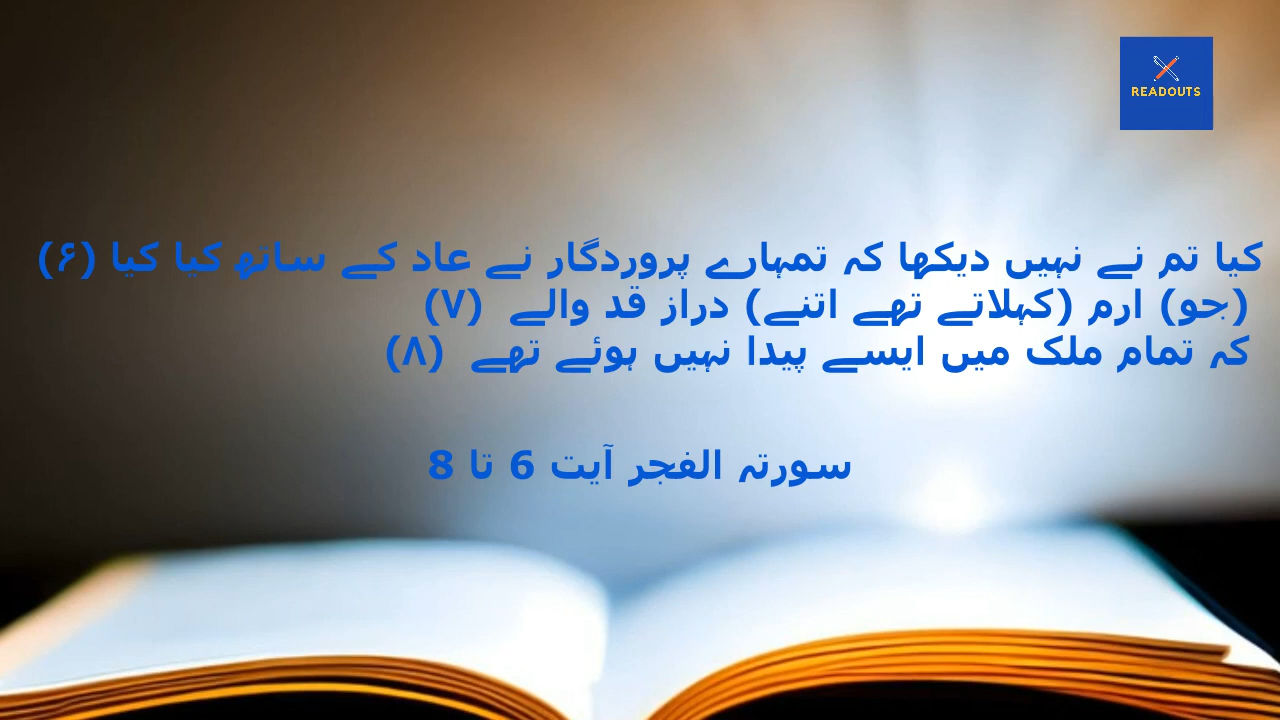 READOUTS
کیا تم نے نہیں دیکھا کہ تمہارے پروردگار نے عاد کے ساتھ کیا کیا (۶)
(جو) ارم (کہلاتے تھے اتنے) دراز قد والے (۷)
کہ تمام ملک میں ایسے پیدا نہیں ہوئے تھے (۸)
سورتہ الفجر آیت 6 تا 8